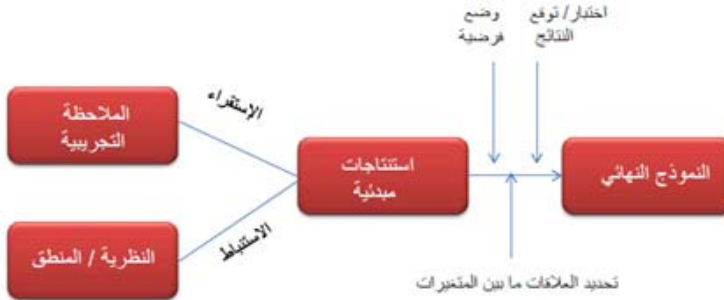 وضع
فرضية
اختبار/ توقع
النتائج
الملاحظة
التجريبية
الإستقراء
استنتاجات
مبدئية
النموذج النهائي
النظرية / المنطق
الاستنباط
تحديد العلاقات ما بين المتغيرات